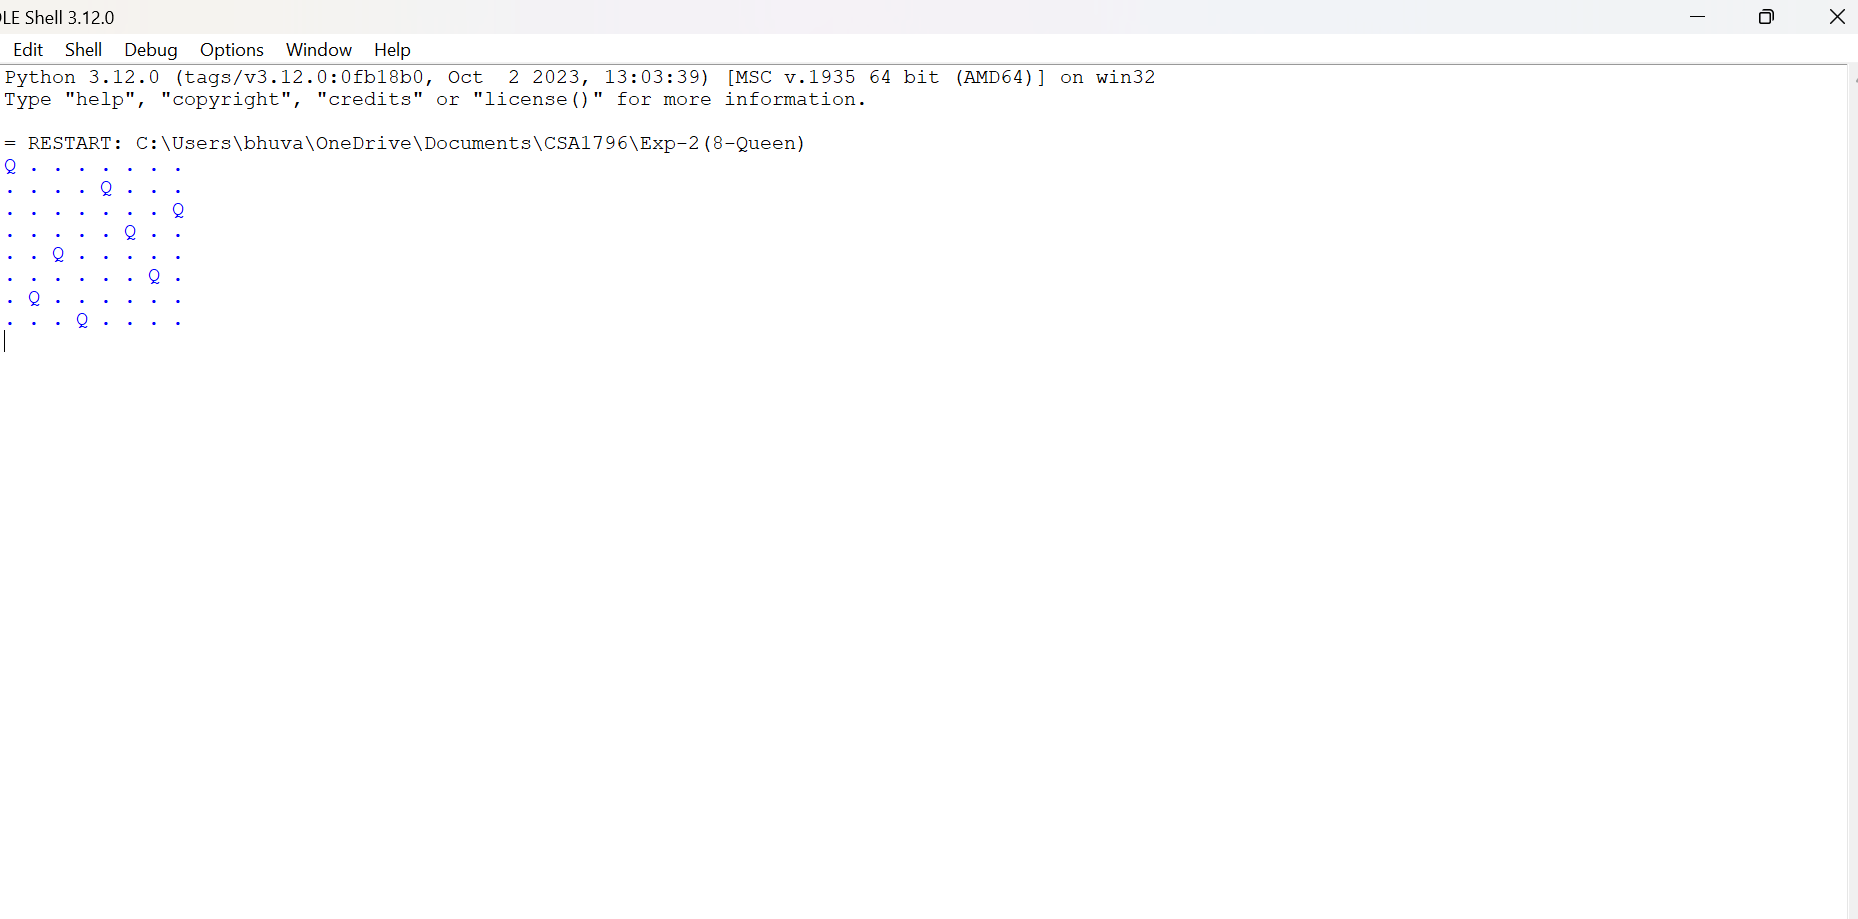 LE Shell 3.12.0
Edit Shell Debug Options Window Help
Python 3.12.0 (tags/v3.12.0:0fb18b0, Oct  2 2023, 13:03:39) [MSC v.1935 64 bit (AMD64)] on win32
Type "help", "copyright", "credits" or "license()" for more information.
= RESTART: C:\Users\bhuva\OneDrive\Documents\CSA1796\Exp-2(8-Queen)
Q . . . . . . .
. . . . Q . . .
. . . . . . . Q
. . . . . Q . .
. . Q . . . . .
. . . . . . Q .
. Q . . . . . .
. . . Q . . . .